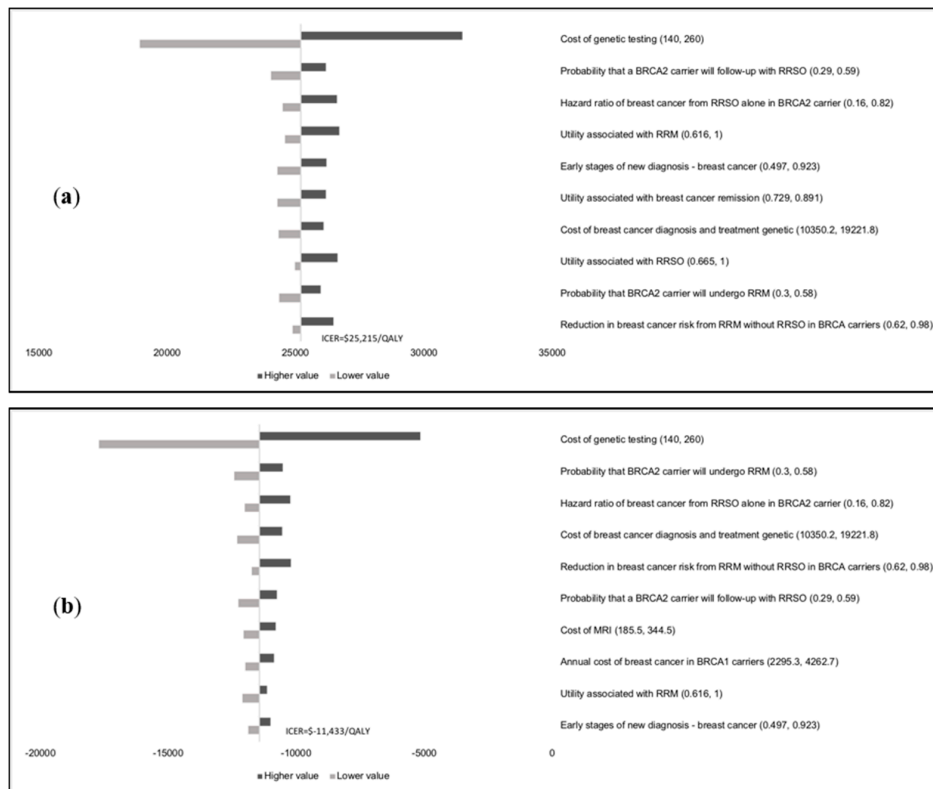 Cost of genetic testing (140, 260)
Probability that a BRCA2 carrier will follow-up with RRSO (0.29, 0.59)
Hazard ratio of breast cancer from RRSO alone in BRCA2 carrier (0.16, 0.82)
Utility associated with RRM (0.616, 1)
Early stages of new diagnosis - breast cancer (0.497, 0.923)
(a)
Utility associated with breast cancer remission (0.729, 0.891)
Cost of breast cancer diagnosis and treatment genetic (10350.2, 19221.8)
Utility associated with RRSO (0.665, 1)
Probability that BRCA2 carrier will undergo RRM (0.3, 0.58)
Reduction in breast cancer risk from RRM without RRSO in BRCA carriers (0.62, 0.98)
ICER=$25,215/QALY
15000 20000 25000 30000 35000
Higher value Lower value
Cost of genetic testing (140, 260)
Probability that BRCA2 carrier will undergo RRM (0.3, 0.58)
Hazard ratio of breast cancer from RRSO alone in BRCA2 carrier (0.16, 0.82)
Cost of breast cancer diagnosis and treatment genetic (10350.2, 19221.8)
Reduction in breast cancer risk from RRM without RRSO in BRCA carriers (0.62, 0.98)
(b)
Probability that a BRCA2 carrier will follow-up with RRSO (0.29, 0.59)
Cost of MRI (185.5, 344.5)
Annual cost of breast cancer in BRCA1 carriers (2295.3, 4262.7)
Utility associated with RRM (0.616, 1)
Early stages of new diagnosis - breast cancer (0.497, 0.923)
ICER=$-11,433/QALY
-20000 -15000 -10000 -5000 0
Higher value Lower value